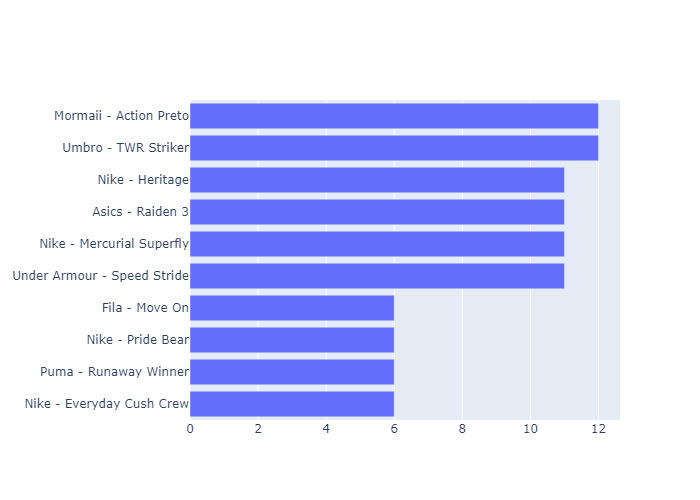 Mormaii - Action Preto
Umbro - TWR Striker
Nike - Heritage
Asics - Raiden 3
Nike - Mercurial Superfly
Under Armour - Speed Stride
Fila - Move On
Nike - Pride Bear
Puma - Runaway Winner
Nike - Everyday Cush Crew
0 2 4 6 8 10 12